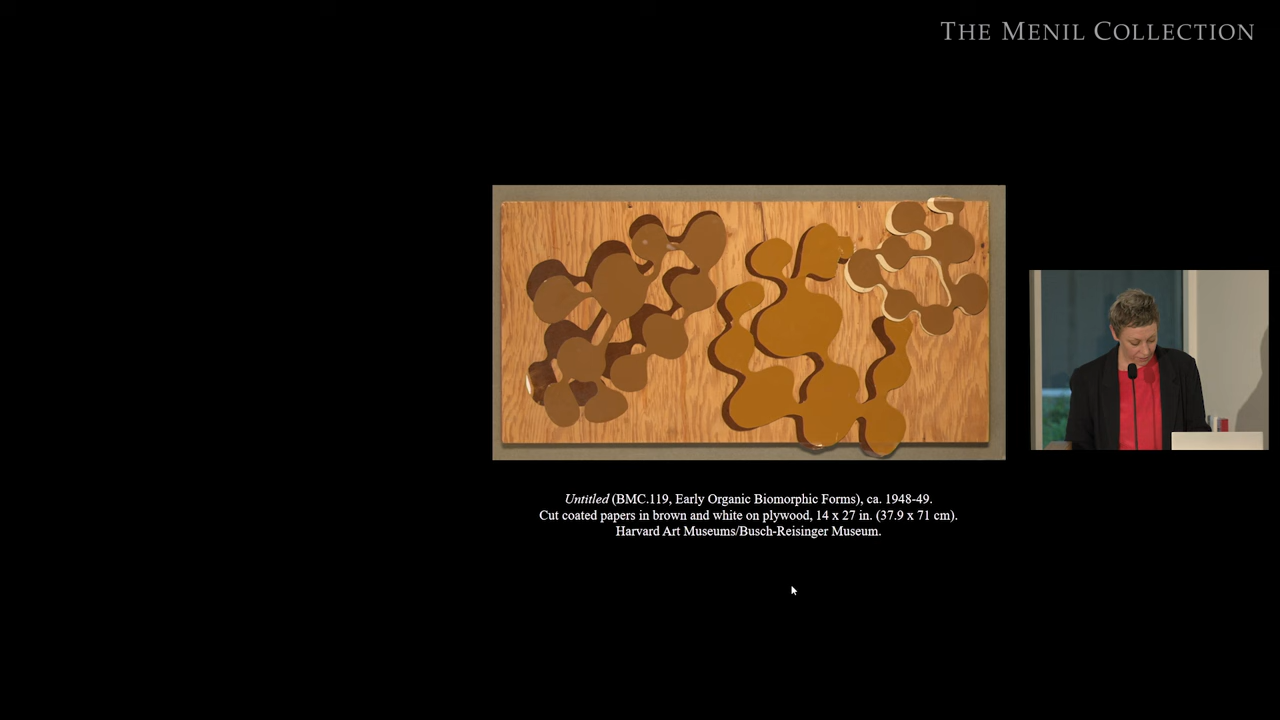 THE MENIL COLLECTION
Untitled (BMC.119, Early Organic Biomorphic Forms), ca. 1948-49.
Cut coated papers in brown and white on plywood, 14 x 27 in. (37.9 x 71 cm).
Harvard Art Museums/Busch-Reisinger Museum.